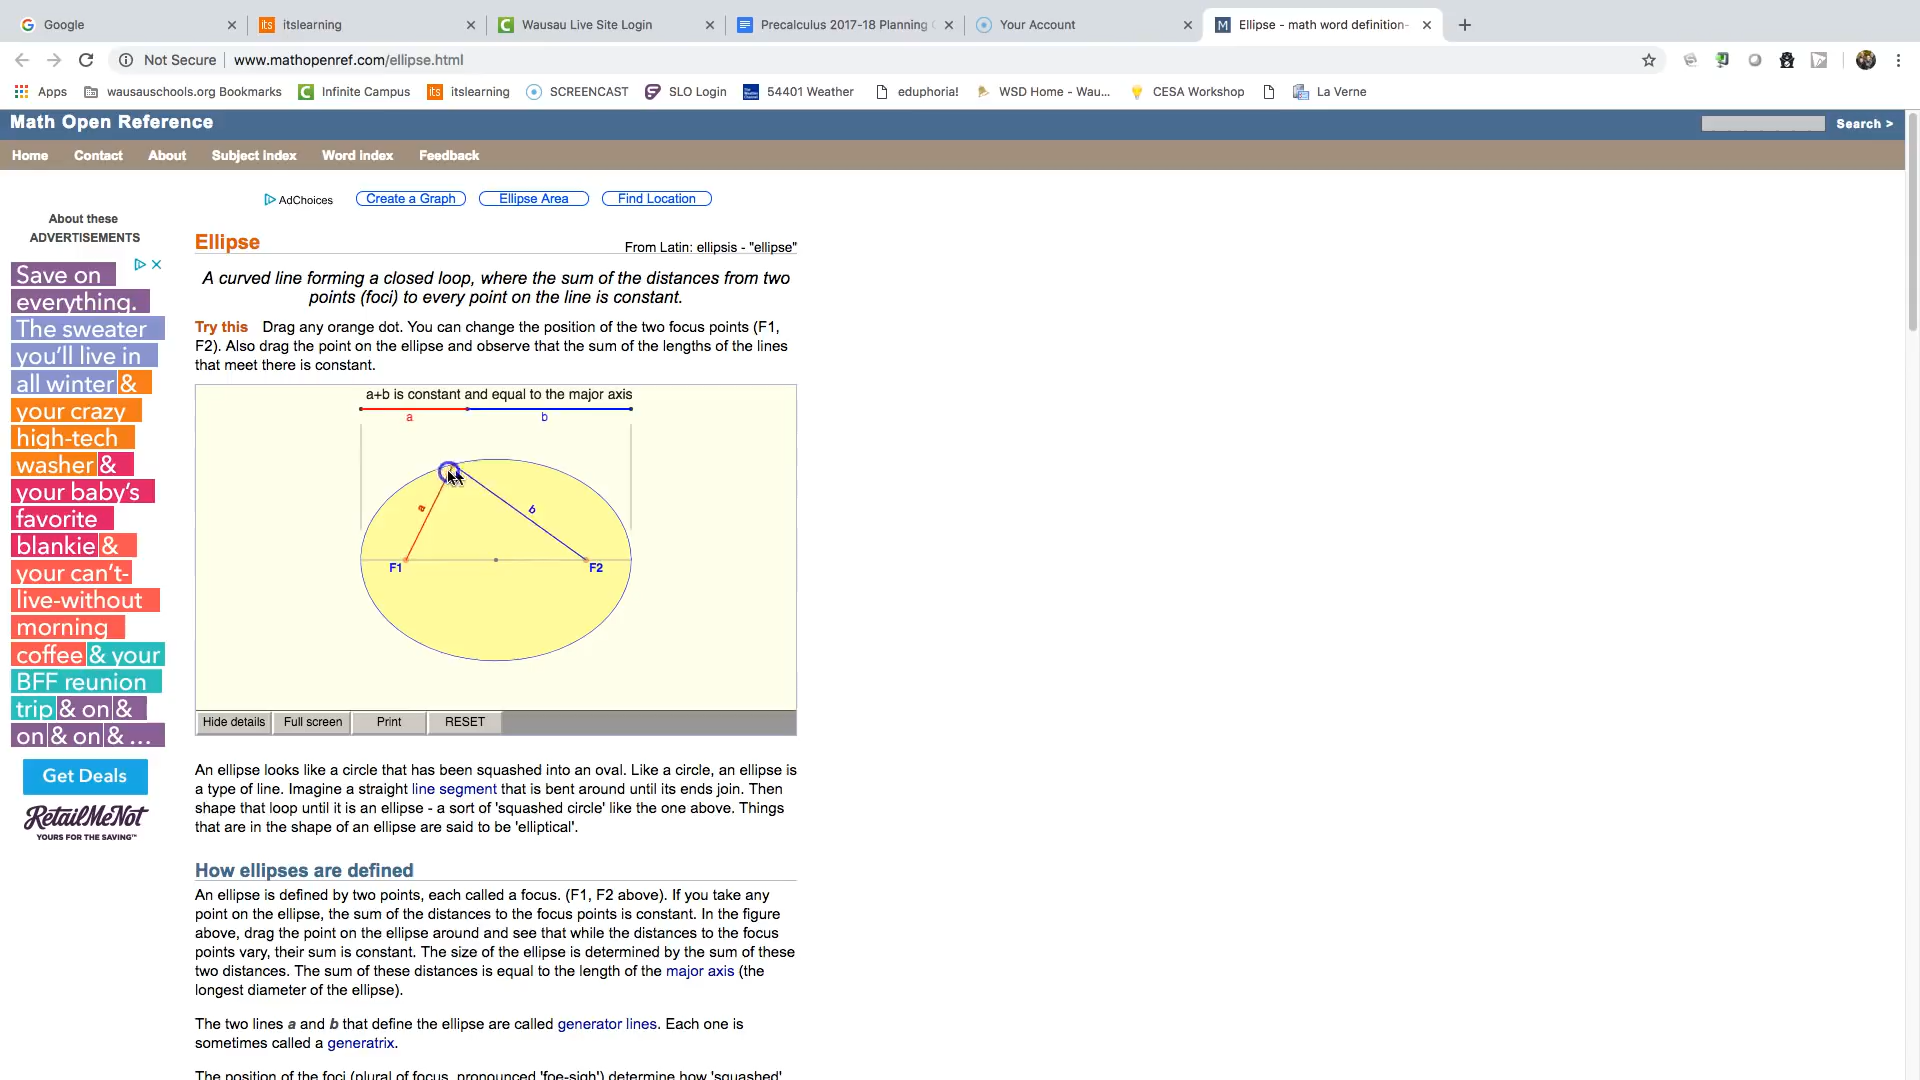 Google
itslearning
Wausau Live Site Login
Precalculus 2017-18 Planning
Your Account
Ellipse - math word definition-
Not Secure www.mathopenref.com/ellipse.html
Apps wausauschools.org Bookmarks Infinite Campus its itslearning SCREENCAST SLO Login 54401 Weather eduphoria! WSD Home - Wau... CESA Workshop La Verne
Math Open Reference
Search >
Home Contact About Subject Index Word Index Feedback
AdChoices Create a Graph Ellipse Area Find Location
About these
ADVERTISEMENTS
Save on
everything.
The sweater
you'll live in
all winter &
your crazy
high-tech
washer &
your baby's
favorite
blankie &
your can't-
live-without
morning
coffee & your
BFF reunion
trip & on &
on & on & ...
Get Deals
RetailMeNot
YOURS FOR THE SAVING™
Ellipse
From Latin: ellipsis - "ellipse"
A curved line forming a closed loop, where the sum of the distances from two
points (foci) to every point on the line is constant.
Try this Drag any orange dot. You can change the position of the two focus points (F1,
F2). Also drag the point on the ellipse and observe that the sum of the lengths of the lines
that meet there is constant.
a+b is constant and equal to the major axis
a b
a b
F1 F2
Hide details Full screen Print RESET
An ellipse looks like a circle that has been squashed into an oval. Like a circle, an ellipse is
a type of line. Imagine a straight line segment that is bent around until its ends join. Then
shape that loop until it is an ellipse - a sort of 'squashed circle' like the one above. Things
that are in the shape of an ellipse are said to be 'elliptical'.
How ellipses are defined
An ellipse is defined by two points, each called a focus. (F1, F2 above). If you take any
point on the ellipse, the sum of the distances to the focus points is constant. In the figure
above, drag the point on the ellipse around and see that while the distances to the focus
points vary, their sum is constant. The size of the ellipse is determined by the sum of these
two distances. The sum of these distances is equal to the length of the major axis (the
longest diameter of the ellipse).
The two lines a and b that define the ellipse are called generator lines. Each one is
sometimes called a generatrix.
The position of the foci (plural of focus, pronounced 'foe-sigh') determine how 'squashed'